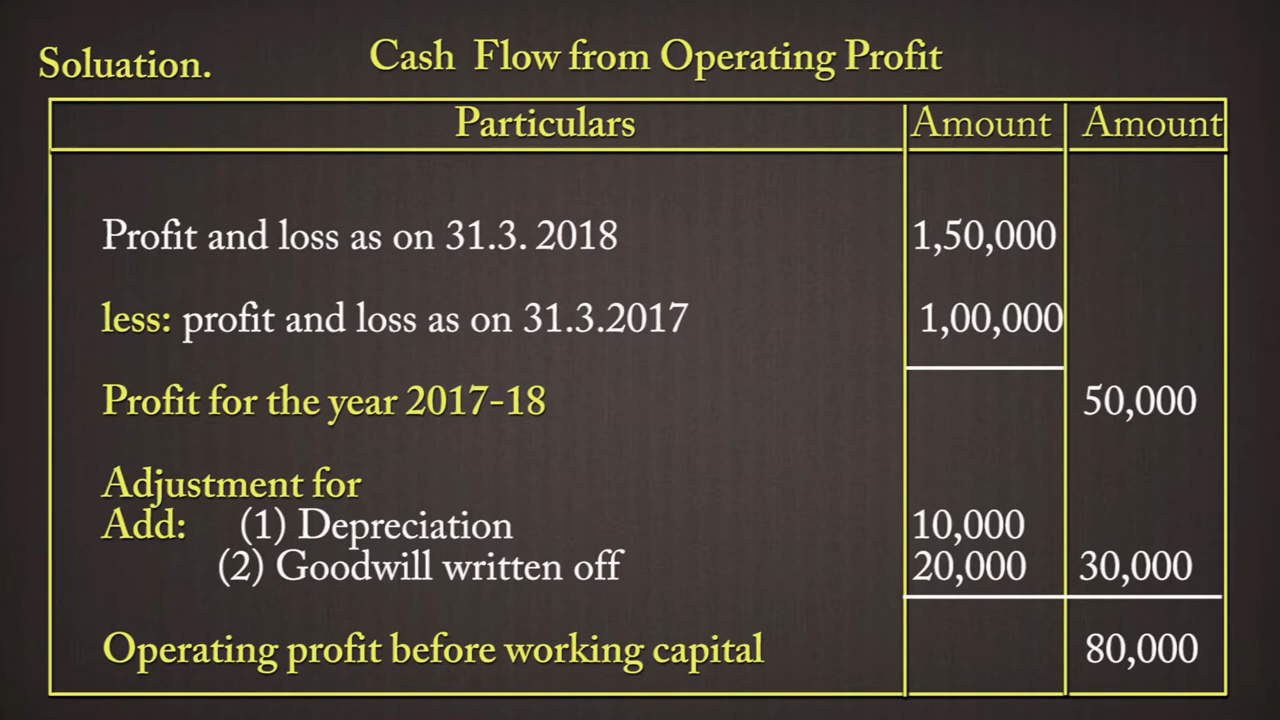 Soluation.
Cash Flow from Operating Profit
Particulars Amount Amount
Profit and loss as on 31.3. 2018 1,50,000
less: profit and loss as on 31.3.2017 1,00,000
Profit for the year 2017-18 50,000
Adjustment for
Add: (1) Depreciation 10,000
(2) Goodwill written off 20,000 30,000
Operating profit before working capital 80,000